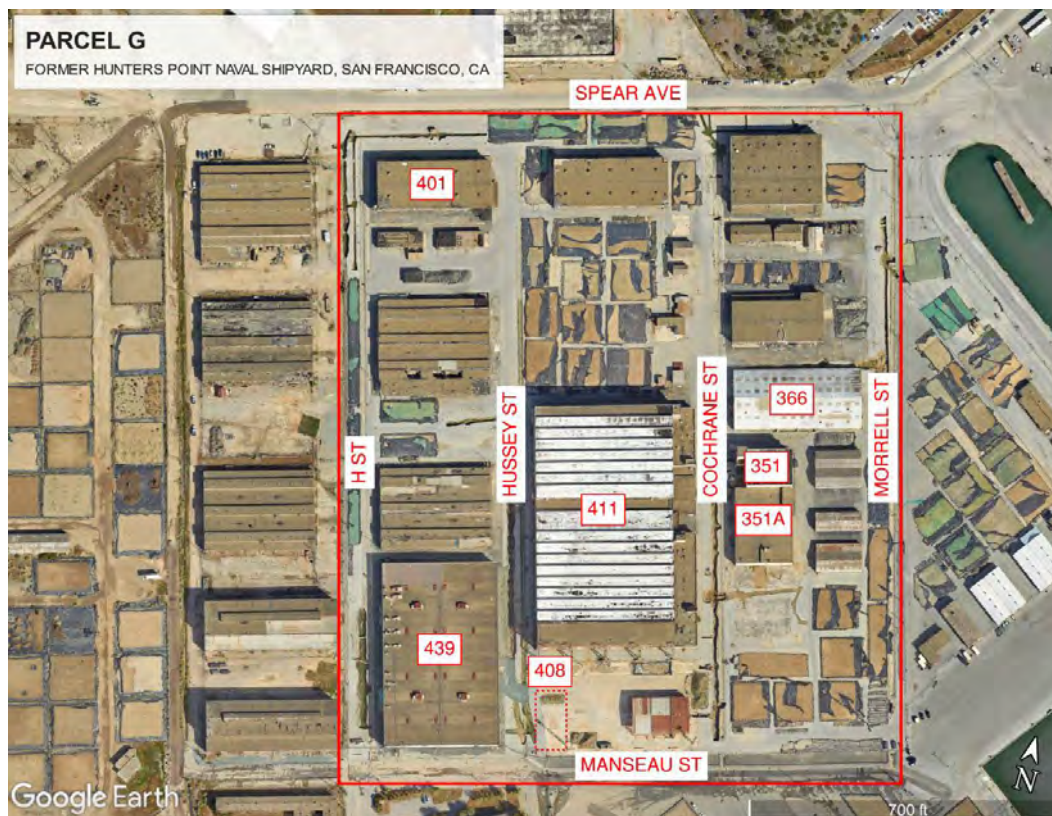 PARCEL G
FORMER HUNTERS POINT NAVAL SHIPYARD, SAN FRANCISCO, CA
SPEAR AVE
401
H ST
HUSSEY ST
COCHRANE ST
MORRELL ST
366
351
351A
411
439
408
MANSEAU ST
N
Google Earth
700 ft